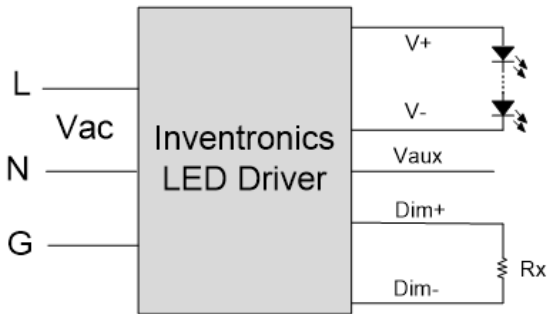 L
Vac
N
G
Inventronics
LED Driver
V+
V-
Vaux
Dim+
Rx
Dim-